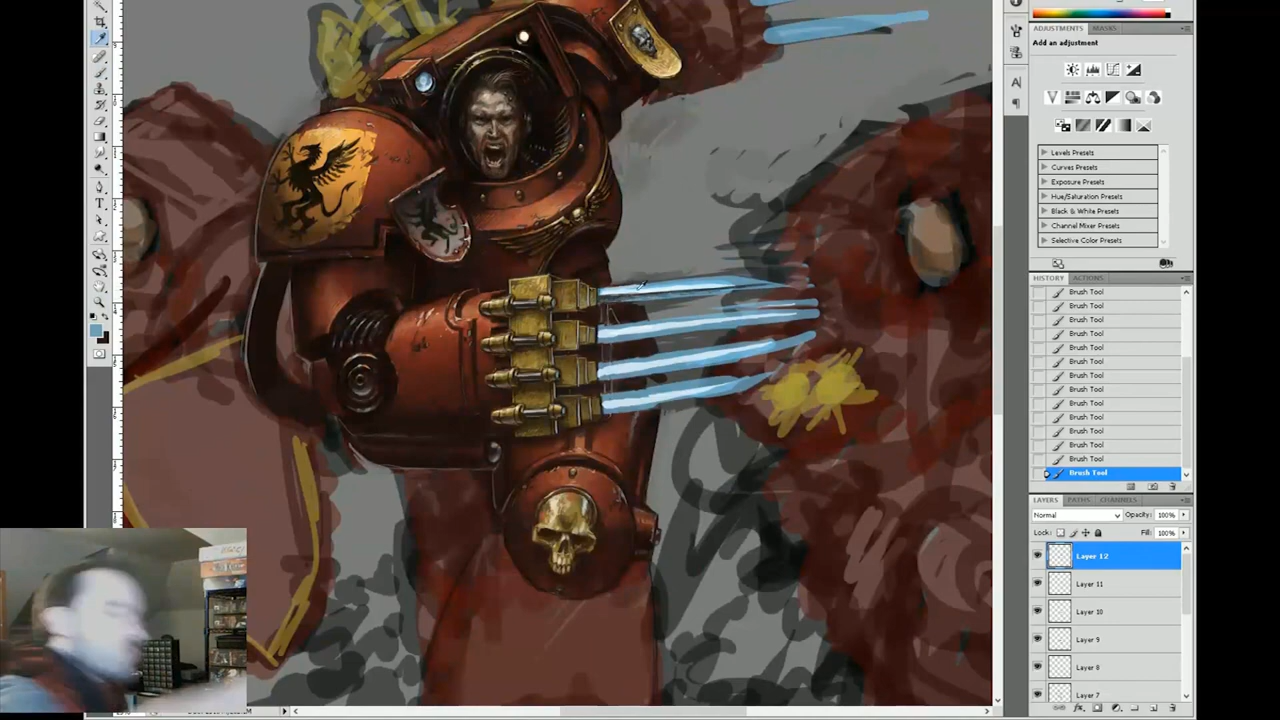 ADJUSTMENTS MASKS
Add an adjustment
Levels Presets
Curves Presets
Exposure Presets
Hue/Saturation Presets
Black & White Presets
Channel Mixer Presets
Selective Color Presets
HISTORY ACTIONS
Brush Tool
Brush Tool
Brush Tool
Brush Tool
Brush Tool
Brush Tool
Brush Tool
Brush Tool
Brush Tool
Brush Tool
Brush Tool
Brush Tool
Brush Tool
Brush Tool
LAYERS PATHS CHANNELS
Normal Opacity: 100%
Lock: Fill: 100%
Layer 12
Layer 11
Layer 10
Layer 9
Layer 8
Layer 7